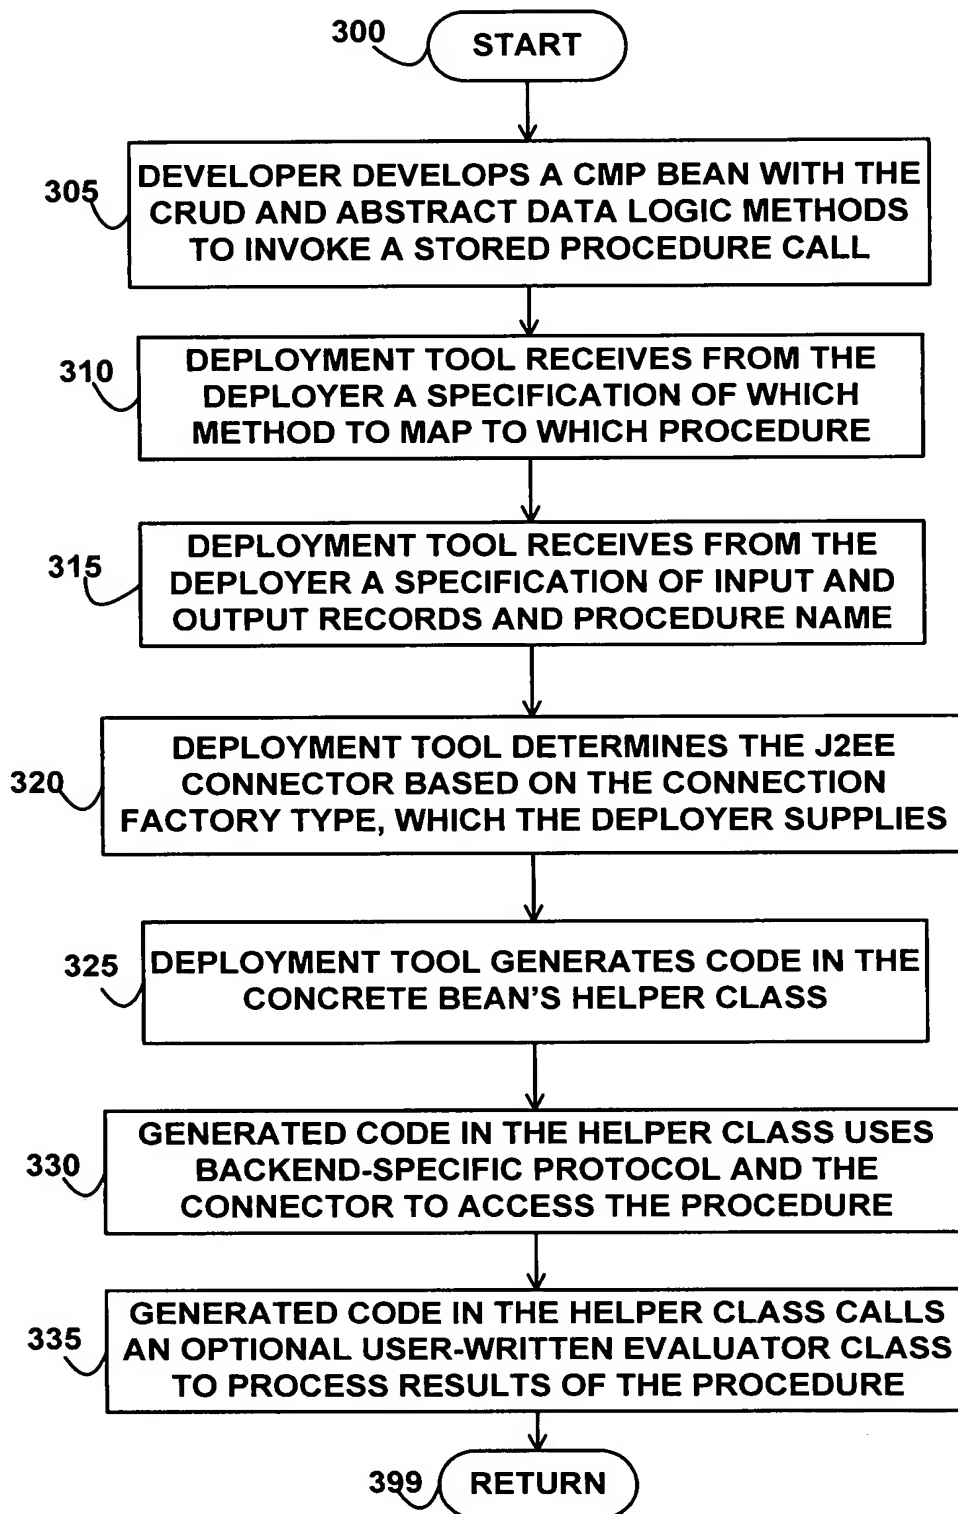 300
START
305
DEVELOPER DEVELOPS A CMP BEAN WITH THE
CRUD AND ABSTRACT DATA LOGIC METHODS
TO INVOKE A STORED PROCEDURE CALL
310
DEPLOYMENT TOOL RECEIVES FROM THE
DEPLOYER A SPECIFICATION OF WHICH
METHOD TO MAP TO WHICH PROCEDURE
315
DEPLOYMENT TOOL RECEIVES FROM THE
DEPLOYER A SPECIFICATION OF INPUT AND
OUTPUT RECORDS AND PROCEDURE NAME
320
DEPLOYMENT TOOL DETERMINES THE J2EE
CONNECTOR BASED ON THE CONNECTION
FACTORY TYPE, WHICH THE DEPLOYER SUPPLIES
325
DEPLOYMENT TOOL GENERATES CODE IN THE
CONCRETE BEAN'S HELPER CLASS
330
GENERATED CODE IN THE HELPER CLASS USES
BACKEND-SPECIFIC PROTOCOL AND THE
CONNECTOR TO ACCESS THE PROCEDURE
335
GENERATED CODE IN THE HELPER CLASS CALLS
AN OPTIONAL USER-WRITTEN EVALUATOR CLASS
TO PROCESS RESULTS OF THE PROCEDURE
399
RETURN